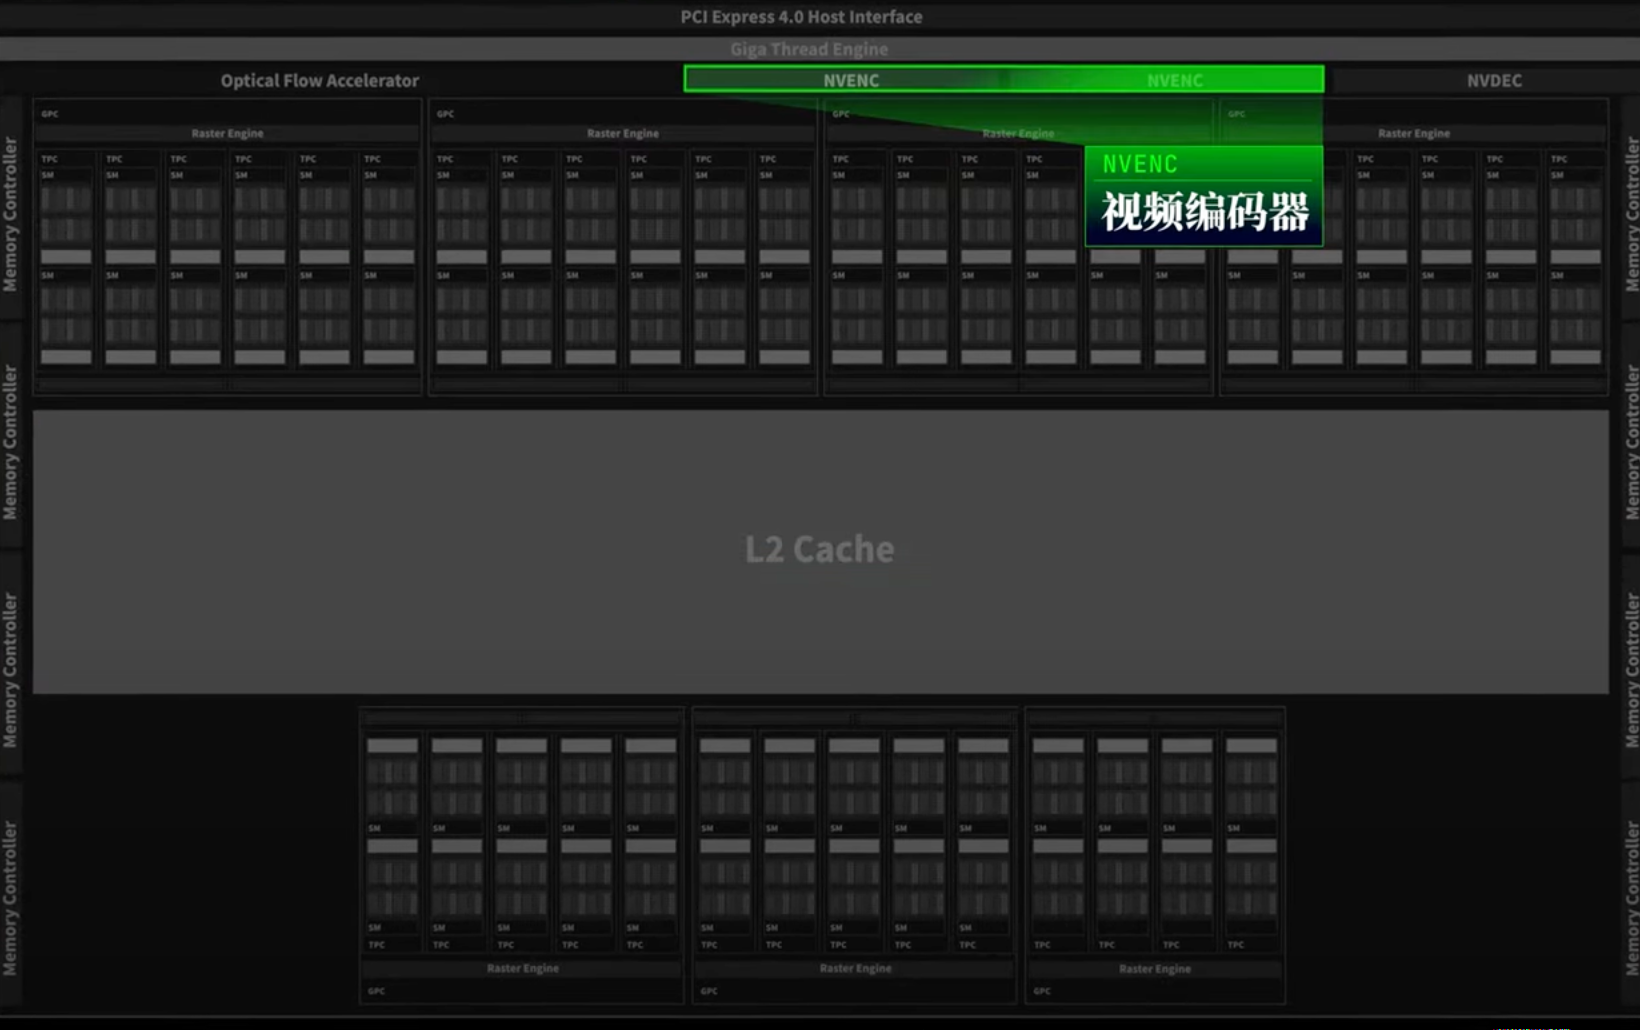 PCI Express 4.0 Host Interface
Giga Thread Engine
Optical Flow Accelerator NVENC NVENC NVDEC
GPC GPC GPC GPC
Raster Engine Raster Engine Raster Engine Raster Engine
NVENC
视频编码器
TPC TPC TPC TPC TPC TPC TPC TPC TPC TPC TPC TPC TPC TPC TPC TPC TPC TPC TPC TPC
SM SM SM SM SM SM SM SM SM SM SM SM SM SM SM SM SM SM SM SM
SM SM SM SM SM SM SM SM SM SM SM SM SM SM SM SM SM SM SM SM SM SM SM SM
Memory Controller
Memory Controller
Memory Controller
Memory Controller
L2 Cache
Memory Controller
Memory Controller
Memory Controller
Memory Controller
SM SM SM SM SM SM SM SM SM SM SM SM SM SM
SM SM SM SM SM SM SM SM SM SM SM SM SM SM
TPC TPC TPC TPC TPC TPC TPC TPC TPC TPC TPC TPC TPC TPC
Raster Engine Raster Engine Raster Engine
GPC GPC GPC